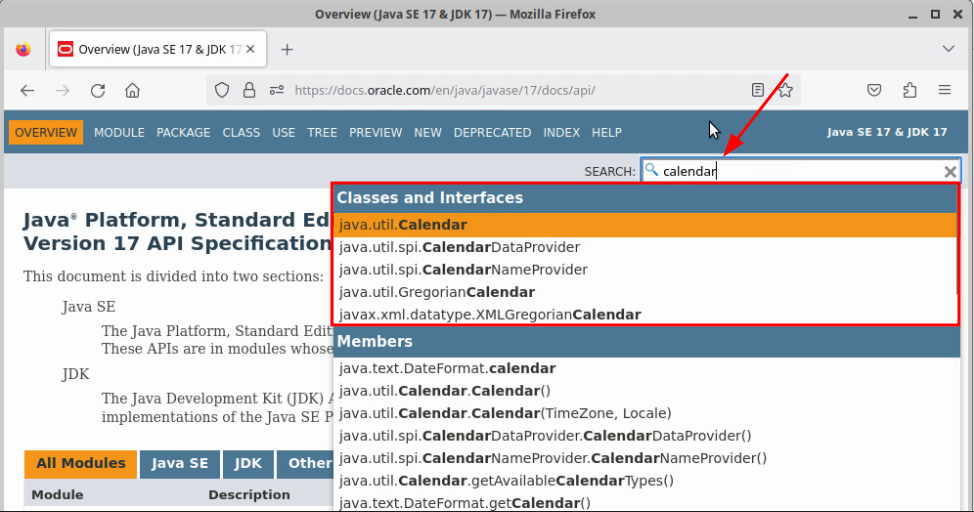 Overview (Java SE 17 & JDK 17) — Mozilla Firefox
Overview (Java SE 17 & JDK 17
https://docs.oracle.com/en/java/javase/17/docs/api/
OVERVIEW MODULE PACKAGE CLASS USE TREE PREVIEW NEW DEPRECATED INDEX HELP Java SE 17 & JDK 17
SEARCH: calendar
Classes and Interfaces
java.util.Calendar
java.util.spi.CalendarDataProvider
java.util.spi.CalendarNameProvider
java.util.GregorianCalendar
javax.xml.datatype.XMLGregorianCalendar
Members
java.text.DateFormat.calendar
java.util.Calendar.Calendar()
java.util.Calendar.Calendar(TimeZone, Locale)
java.util.spi.CalendarDataProvider.CalendarDataProvider()
java.util.spi.CalendarNameProvider.CalendarNameProvider()
java.util.Calendar.getAvailableCalendarTypes()
java.text.DateFormat.getCalendar()
Java® Platform, Standard Edi
Version 17 API Specification
This document is divided into two sections:
Java SE
The Java Platform, Standard Edit
These APIs are in modules whose
JDK
The Java Development Kit (JDK) A
implementations of the Java SE P
All Modules Java SE JDK Other
Module Description